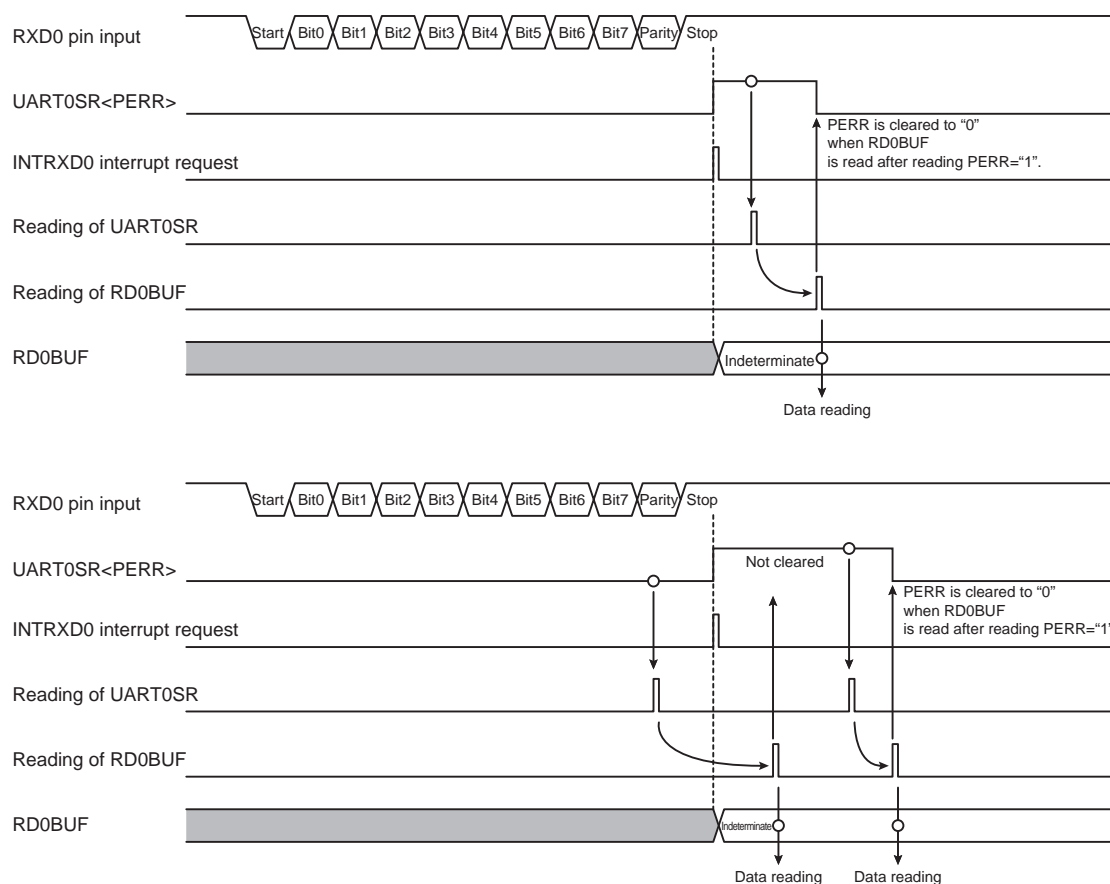 RXD0 pin input
Start Bit0 Bit1 Bit2 Bit3 Bit4 Bit5 Bit6 Bit7 Parity Stop
UART0SR<PERR>
PERR is cleared to “0”
when RD0BUF
is read after reading PERR=“1”.
INTRXD0 interrupt request
Reading of UART0SR
Reading of RD0BUF
RD0BUF
Indeterminate
Data reading
RXD0 pin input
Start Bit0 Bit1 Bit2 Bit3 Bit4 Bit5 Bit6 Bit7 Parity Stop
UART0SR<PERR>
Not cleared
PERR is cleared to “0”
when RD0BUF
is read after reading PERR=“1”
INTRXD0 interrupt request
Reading of UART0SR
Reading of RD0BUF
RD0BUF
Indeterminate
Data reading Data reading